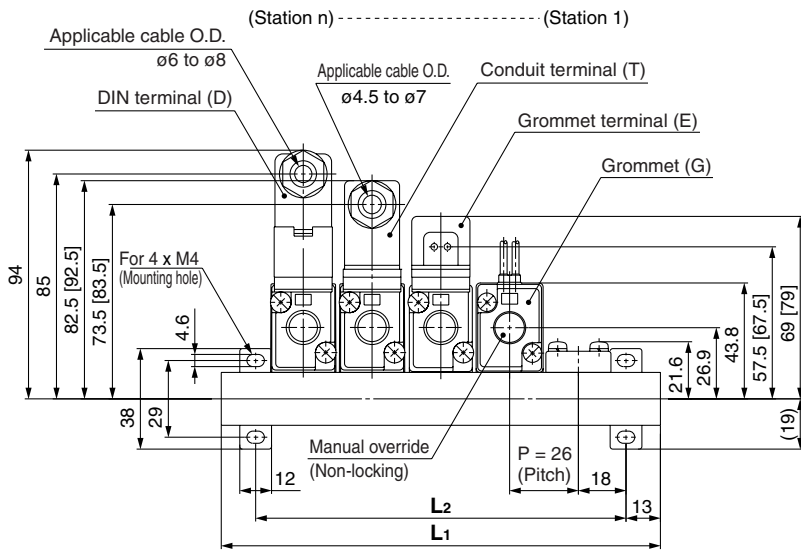 (Station n) ------------ (Station 1)
Applicable cable O.D.
ø6 to ø8
Applicable cable O.D.
ø4.5 to ø7
Conduit terminal (T)
DIN terminal (D)
Grommet terminal (E)
Grommet (G)
For 4 x M4
(Mounting hole)
94
85
82.5 [92.5]
73.5 [83.5]
4.6
38
29
12
Manual override
(Non-locking)
P = 26
(Pitch)
18
13
21.6
26.9
43.8
57.5 [67.5]
69 [79]
(19)
L2
L1